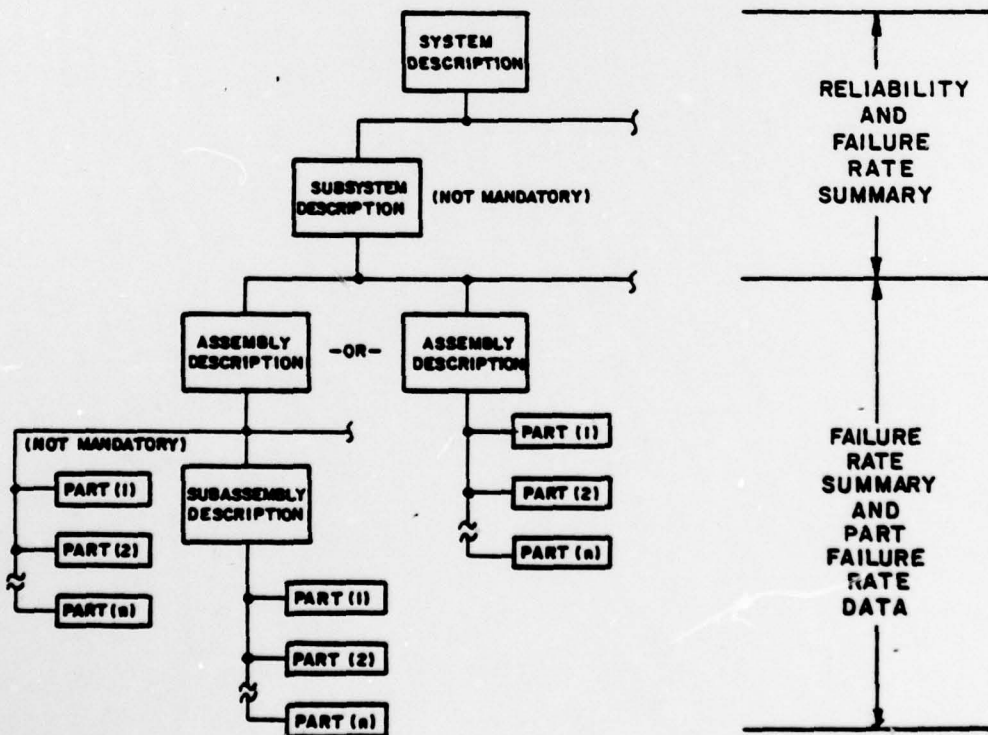 SYSTEM
DESCRIPTION
SUBSYSTEM
DESCRIPTION
(NOT MANDATORY)
ASSEMBLY
DESCRIPTION
-OR-
ASSEMBLY
DESCRIPTION
(NOT MANDATORY)
PART (1)
PART (2)
PART (n)
SUBASSEMBLY
DESCRIPTION
PART (1)
PART (2)
PART (n)
PART (1)
PART (2)
PART (n)
RELIABILITY
AND
FAILURE
RATE
SUMMARY
FAILURE
RATE
SUMMARY
AND
PART
FAILURE
RATE
DATA